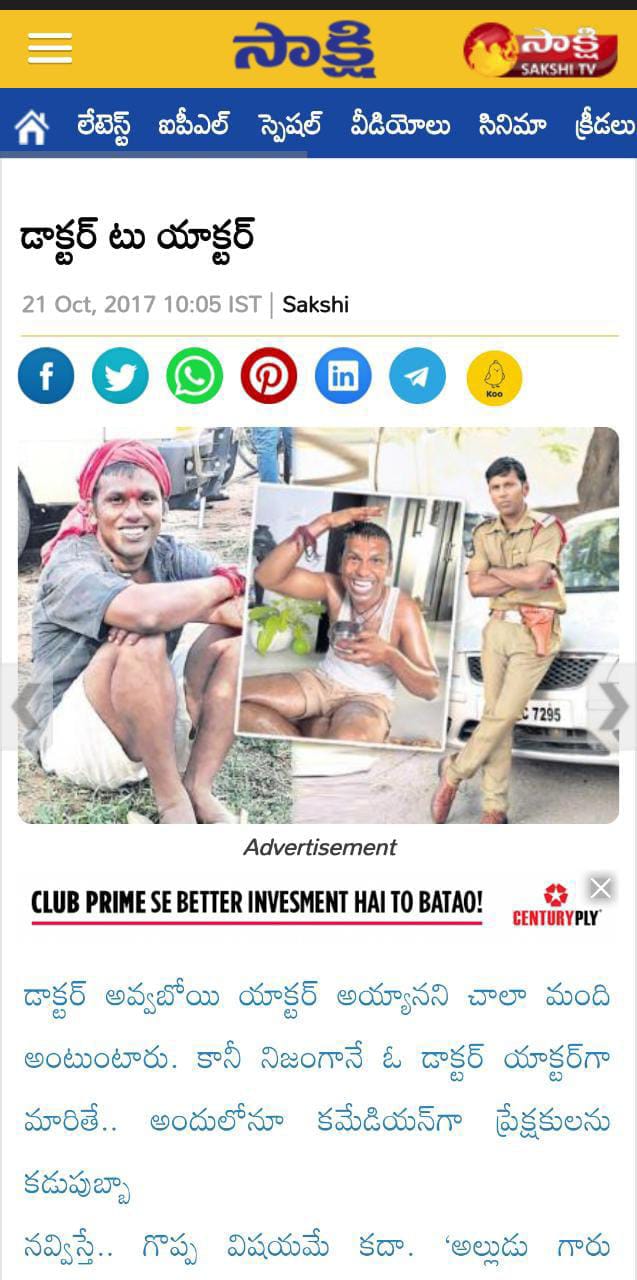 సాక్షి
సాక్షి
SAKSHI TV
లేటెస్ట్ ఐపీఎల్ స్పెషల్ వీడియోలు సినిమా క్రీడలు
డాక్టర్ టు యాక్టర్
21 Oct, 2017 10:05 IST | Sakshi
f
in
Koo
C 7295
Advertisement
CLUB PRIME SE BETTER INVESMENT HAI TO BATAO!
CENTURYPLY
డాక్టర్ అవ్వబోయి యాక్టర్ అయ్యానని చాలా మంది
అంటుంటారు. కానీ నిజంగానే ఓ డాక్టర్ యాక్టర్‌గా
మారితే.. అందులోనూ కమేడియన్‌గా ప్రేక్షకులను
కడుపుబ్బా
నవ్విస్తే.. గొప్ప విషయమే కదా. ‘అల్లుడు గారు